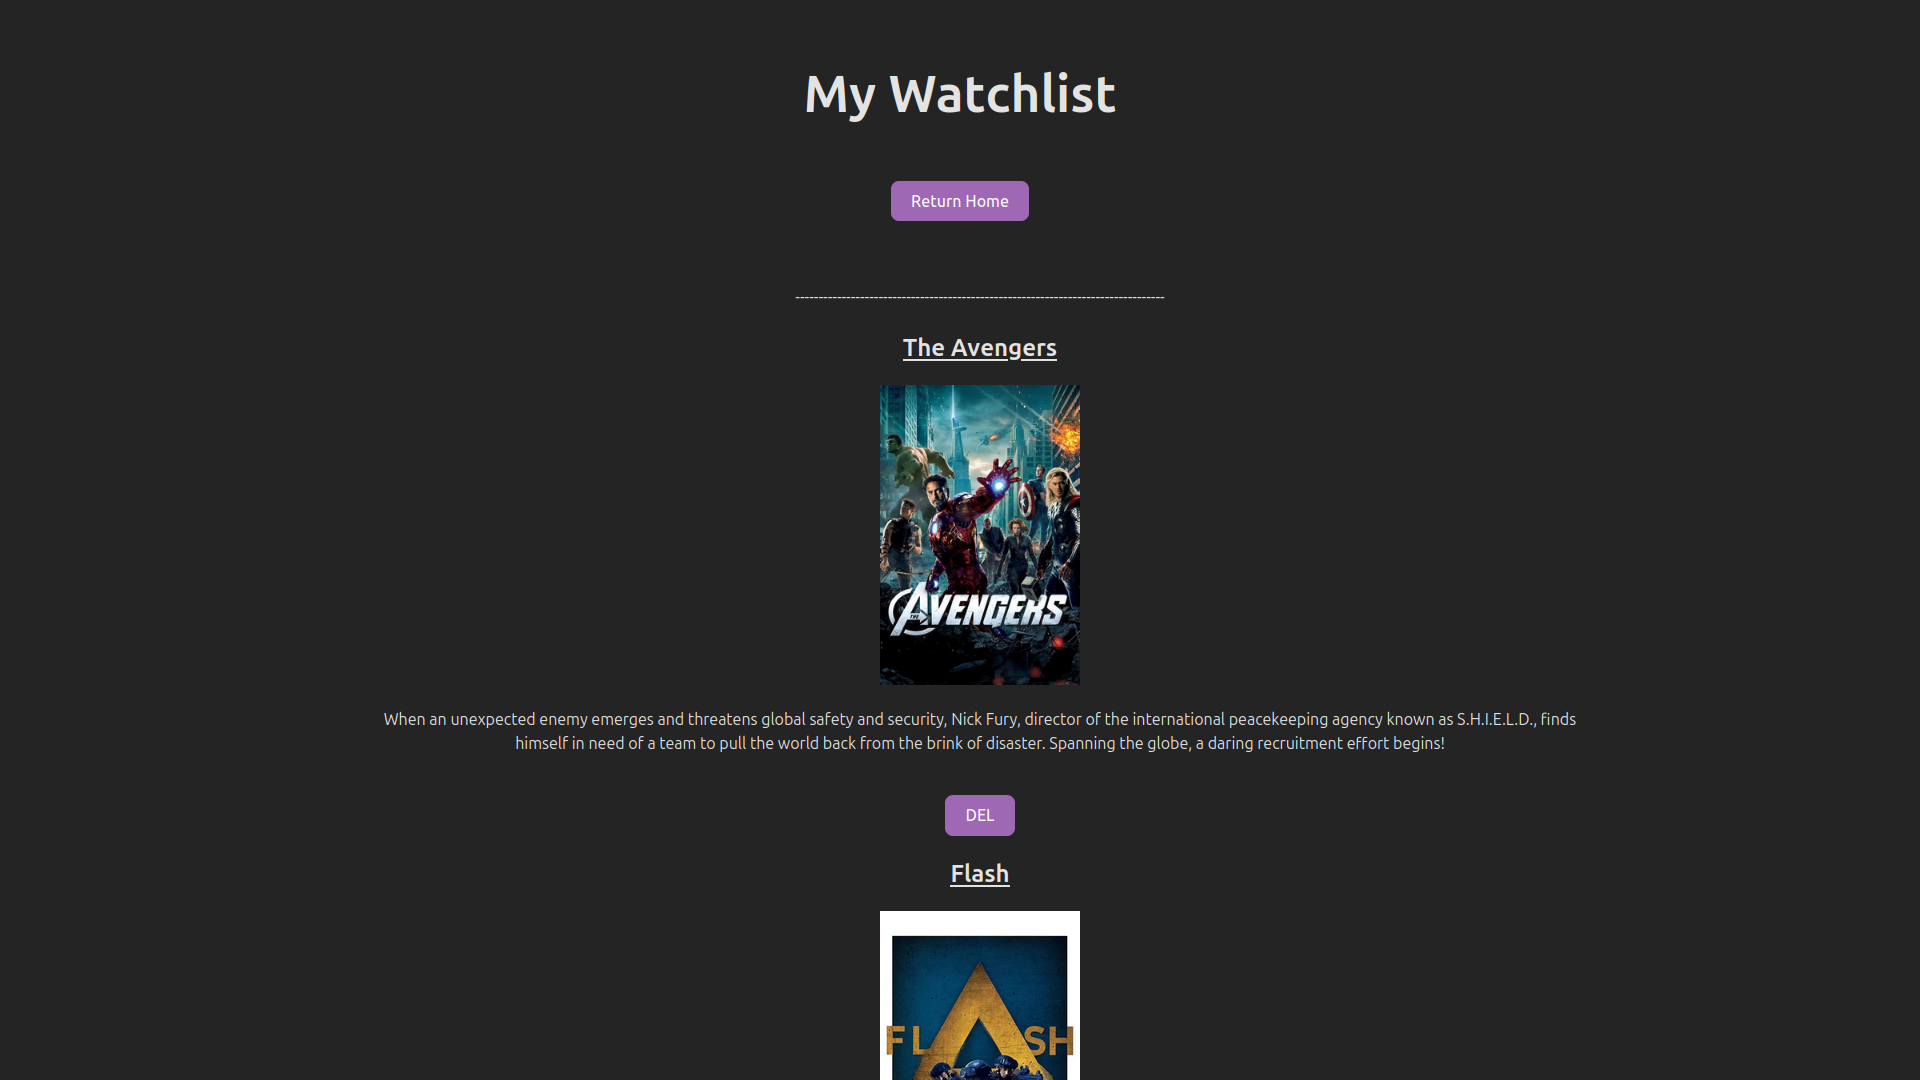 My Watchlist
Return Home
--------------------------------------------------------------------------------
The Avengers
THE AVENGERS
When an unexpected enemy emerges and threatens global safety and security, Nick Fury, director of the international peacekeeping agency known as S.H.I.E.L.D., finds
himself in need of a team to pull the world back from the brink of disaster. Spanning the globe, a daring recruitment effort begins!
DEL
Flash
FLASH